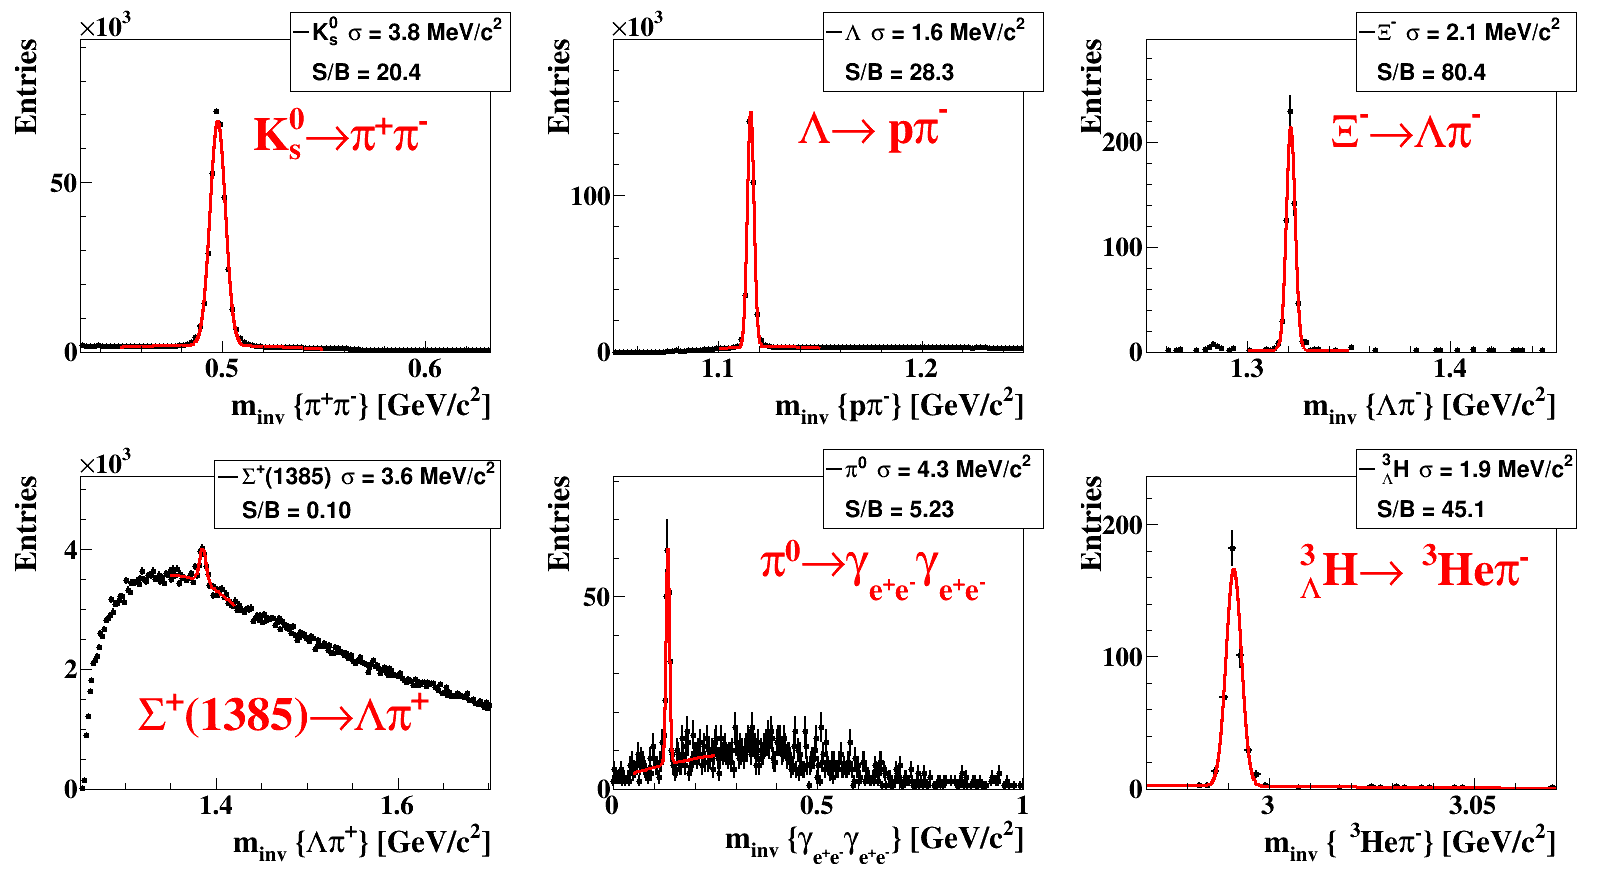 ×10³
K⁰ₛ σ = 3.8 MeV/c²
S/B = 20.4
Entries
K⁰ₛ→π⁺π⁻
50
0
0.5 0.6
m_inv {π⁺π⁻} [GeV/c²]
×10³
Λ σ = 1.6 MeV/c²
S/B = 28.3
Entries
Λ→ pπ⁻
100
0
1.1 1.2
m_inv {pπ⁻} [GeV/c²]
Ξ⁻ σ = 2.1 MeV/c²
S/B = 80.4
Entries
Ξ⁻→Λπ⁻
200
100
0
1.3 1.4
m_inv {Λπ⁻} [GeV/c²]
×10³
Σ⁺(1385) σ = 3.6 MeV/c²
S/B = 0.10
Entries
4
2
Σ⁺(1385)→Λπ⁺
0
1.4 1.6
m_inv {Λπ⁺} [GeV/c²]
π⁰ σ = 4.3 MeV/c²
S/B = 5.23
Entries
π⁰→γ_e⁺e⁻ γ_e⁺e⁻
50
0
0 0.5 1
m_inv {γ_e⁺e⁻ γ_e⁺e⁻} [GeV/c²]
³_ΛH σ = 1.9 MeV/c²
S/B = 45.1
Entries
200
³_ΛH→ ³Heπ⁻
100
0
3 3.05
m_inv { ³Heπ⁻} [GeV/c²]